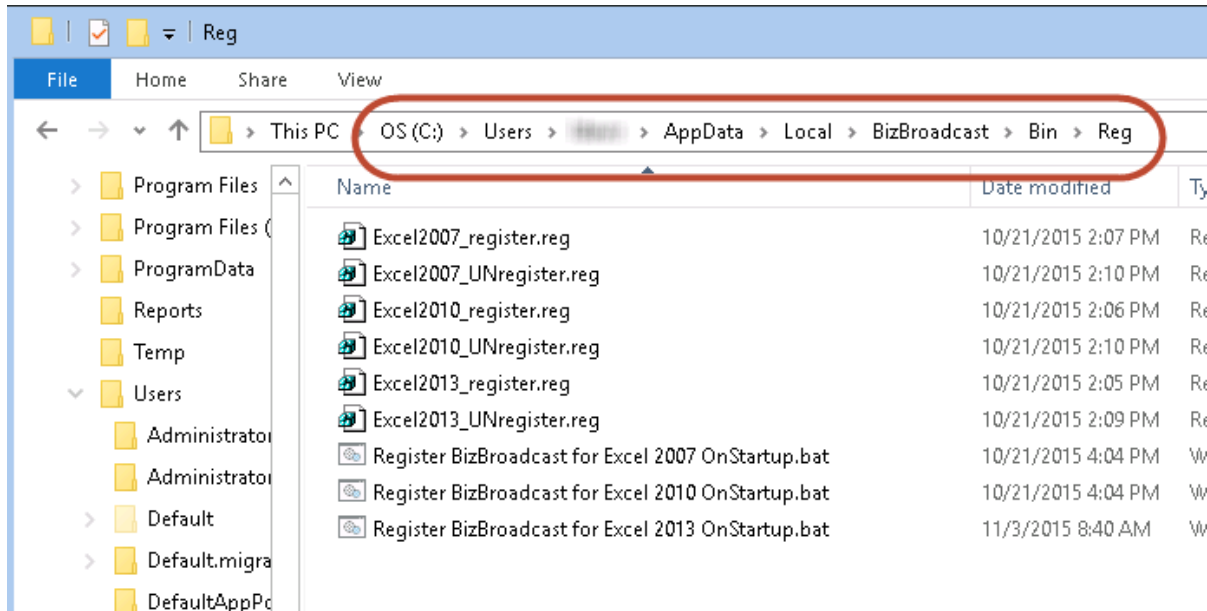 Reg
File Home Share View
This PC > OS (C:) > Users > > AppData > Local > BizBroadcast > Bin > Reg
Program Files
Program Files (
ProgramData
Reports
Temp
Users
Administrator
Administrator
Default
Default.migra
DefaultAppPo
Name Date modified Ty
Excel2007_register.reg 10/21/2015 2:07 PM Re
Excel2007_UNregister.reg 10/21/2015 2:10 PM Re
Excel2010_register.reg 10/21/2015 2:06 PM Re
Excel2010_UNregister.reg 10/21/2015 2:10 PM Re
Excel2013_register.reg 10/21/2015 2:05 PM Re
Excel2013_UNregister.reg 10/21/2015 2:09 PM Re
Register BizBroadcast for Excel 2007 OnStartup.bat 10/21/2015 4:04 PM W
Register BizBroadcast for Excel 2010 OnStartup.bat 10/21/2015 4:04 PM W
Register BizBroadcast for Excel 2013 OnStartup.bat 11/3/2015 8:40 AM W